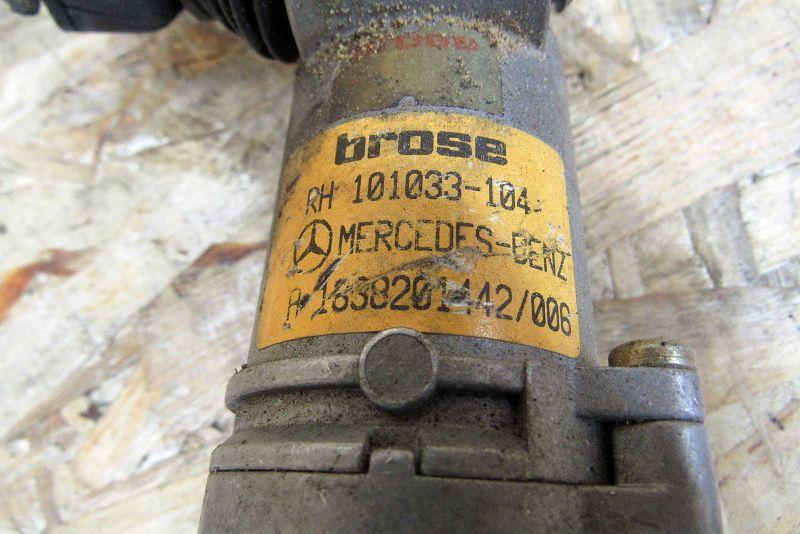 brose
RH 101033-104
MERCEDES-BENZ
A 1638201442/006